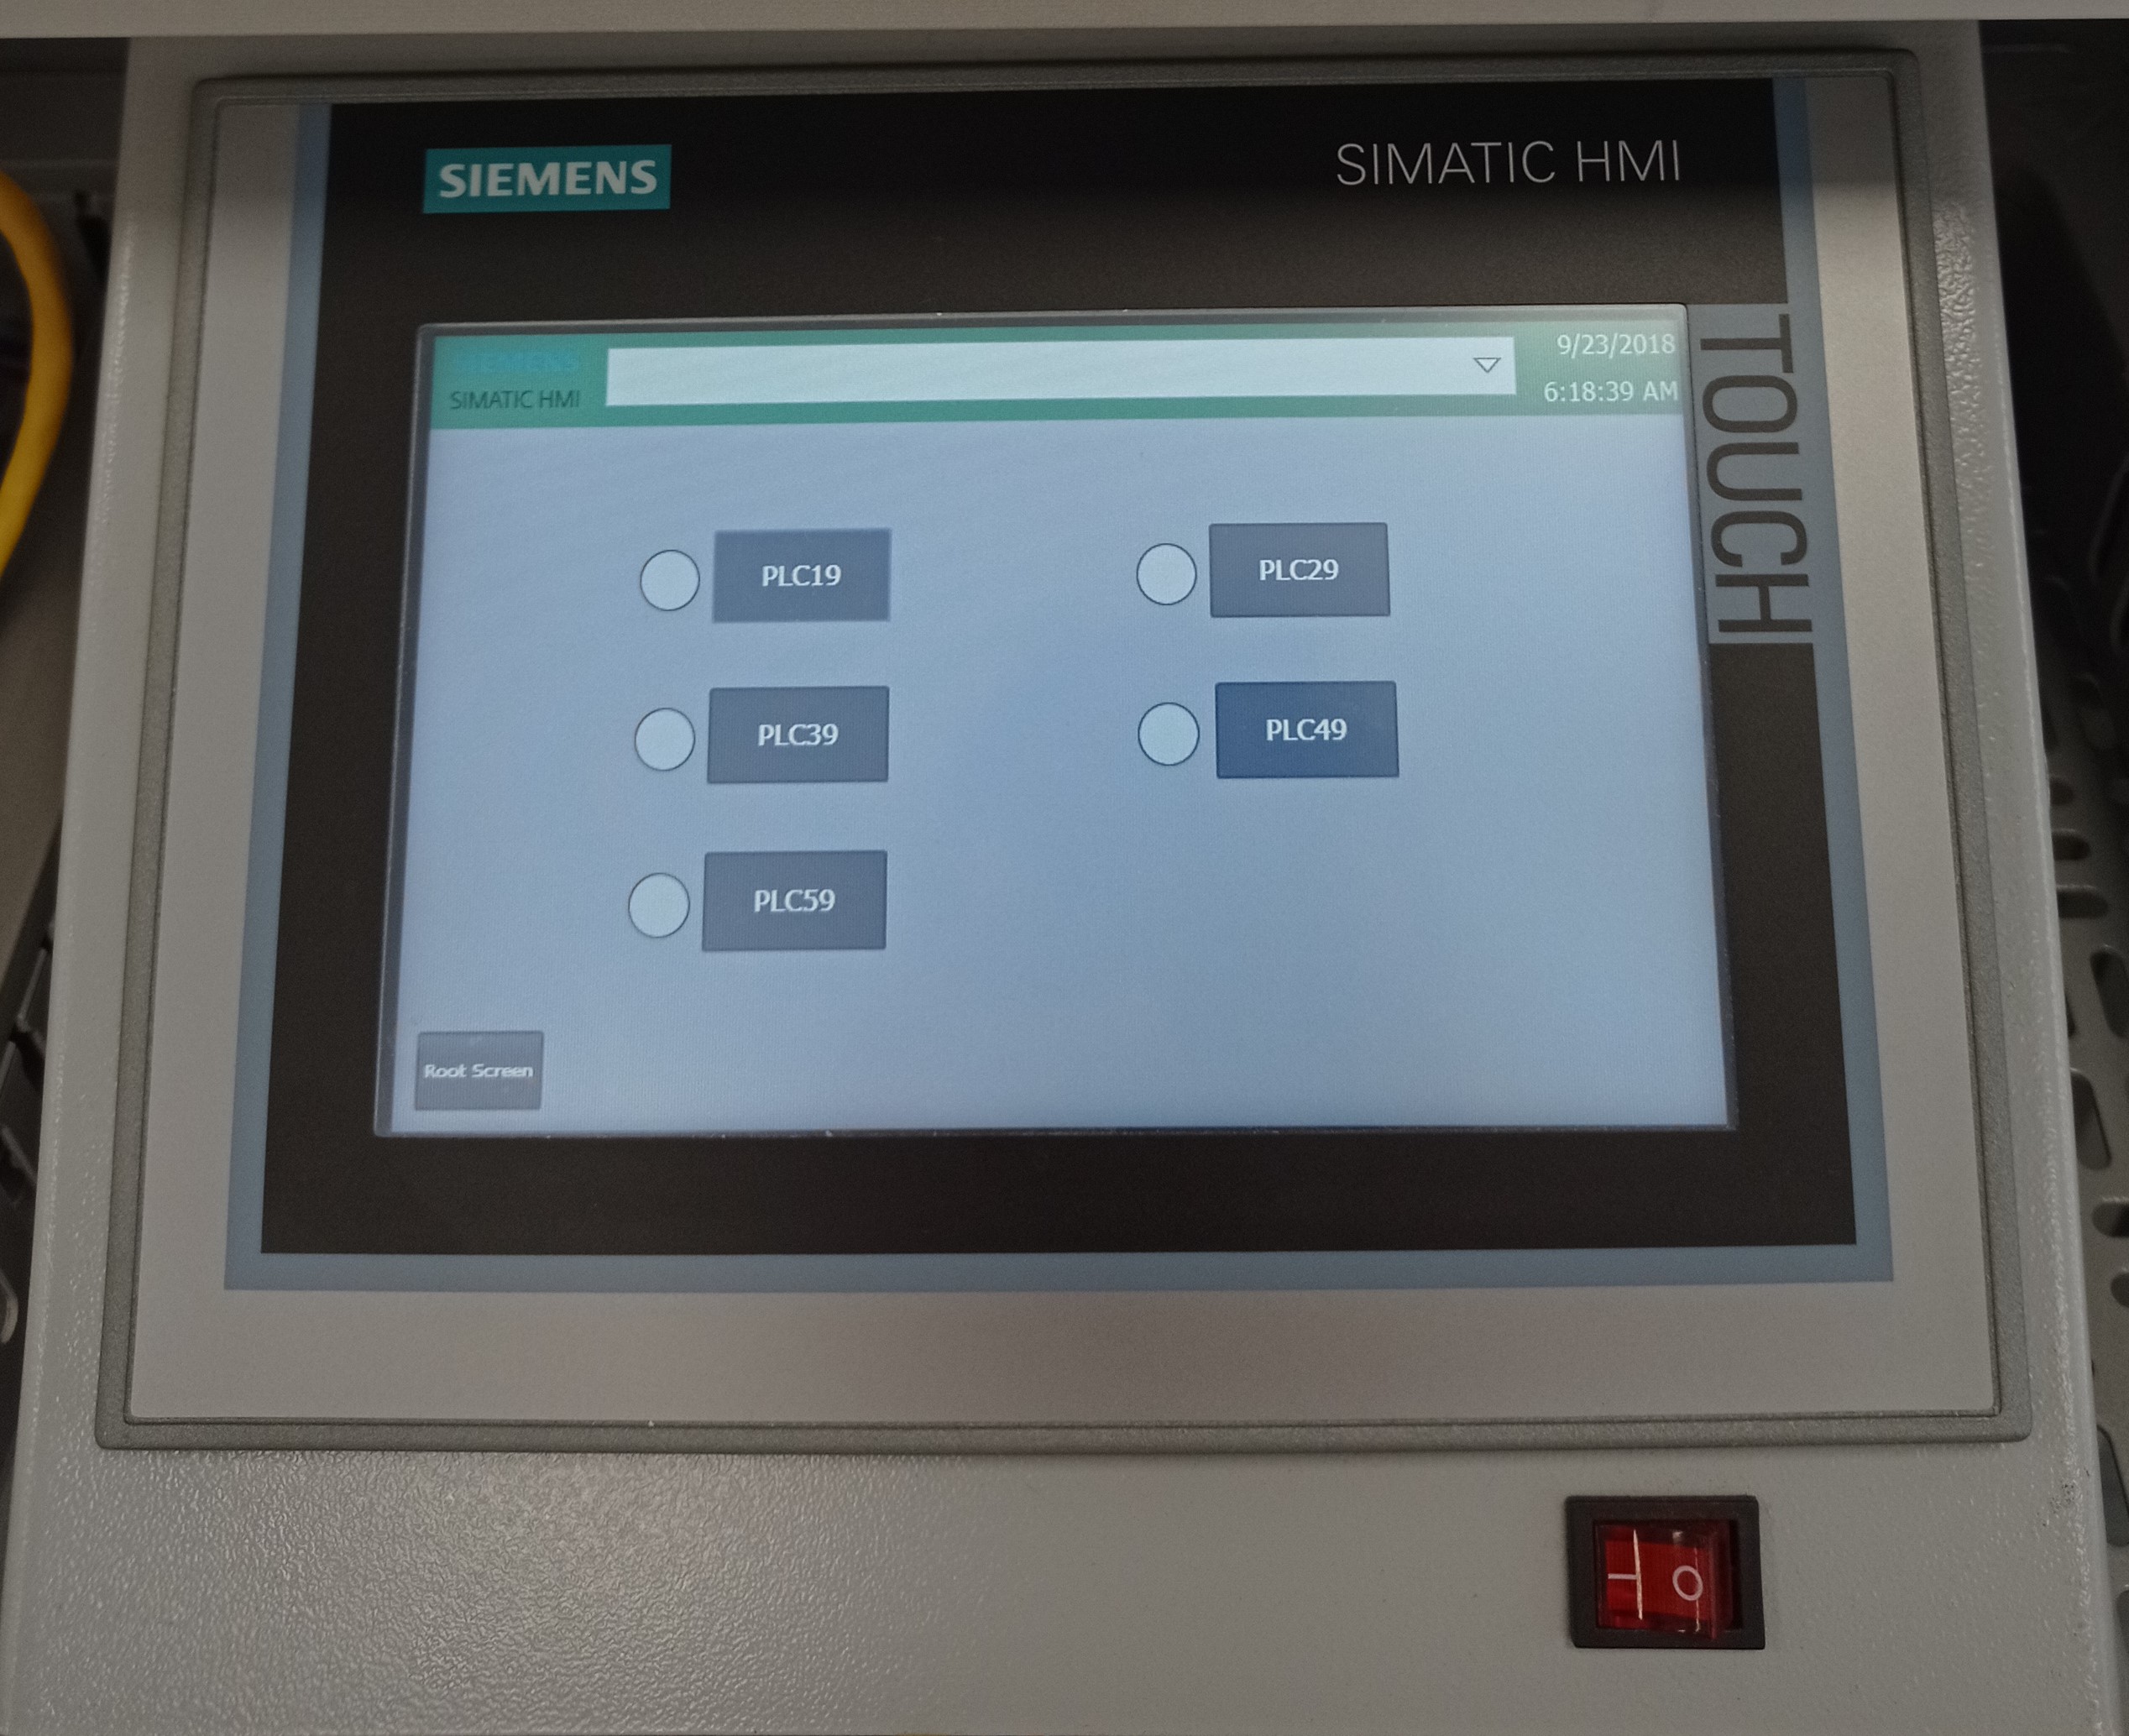 SIEMENS
SIMATIC HMI
TOUCH
SIEMENS
SIMATIC HMI
9/23/2018
6:18:39 AM
PLC19
PLC29
PLC39
PLC49
PLC59
Root Screen
I O